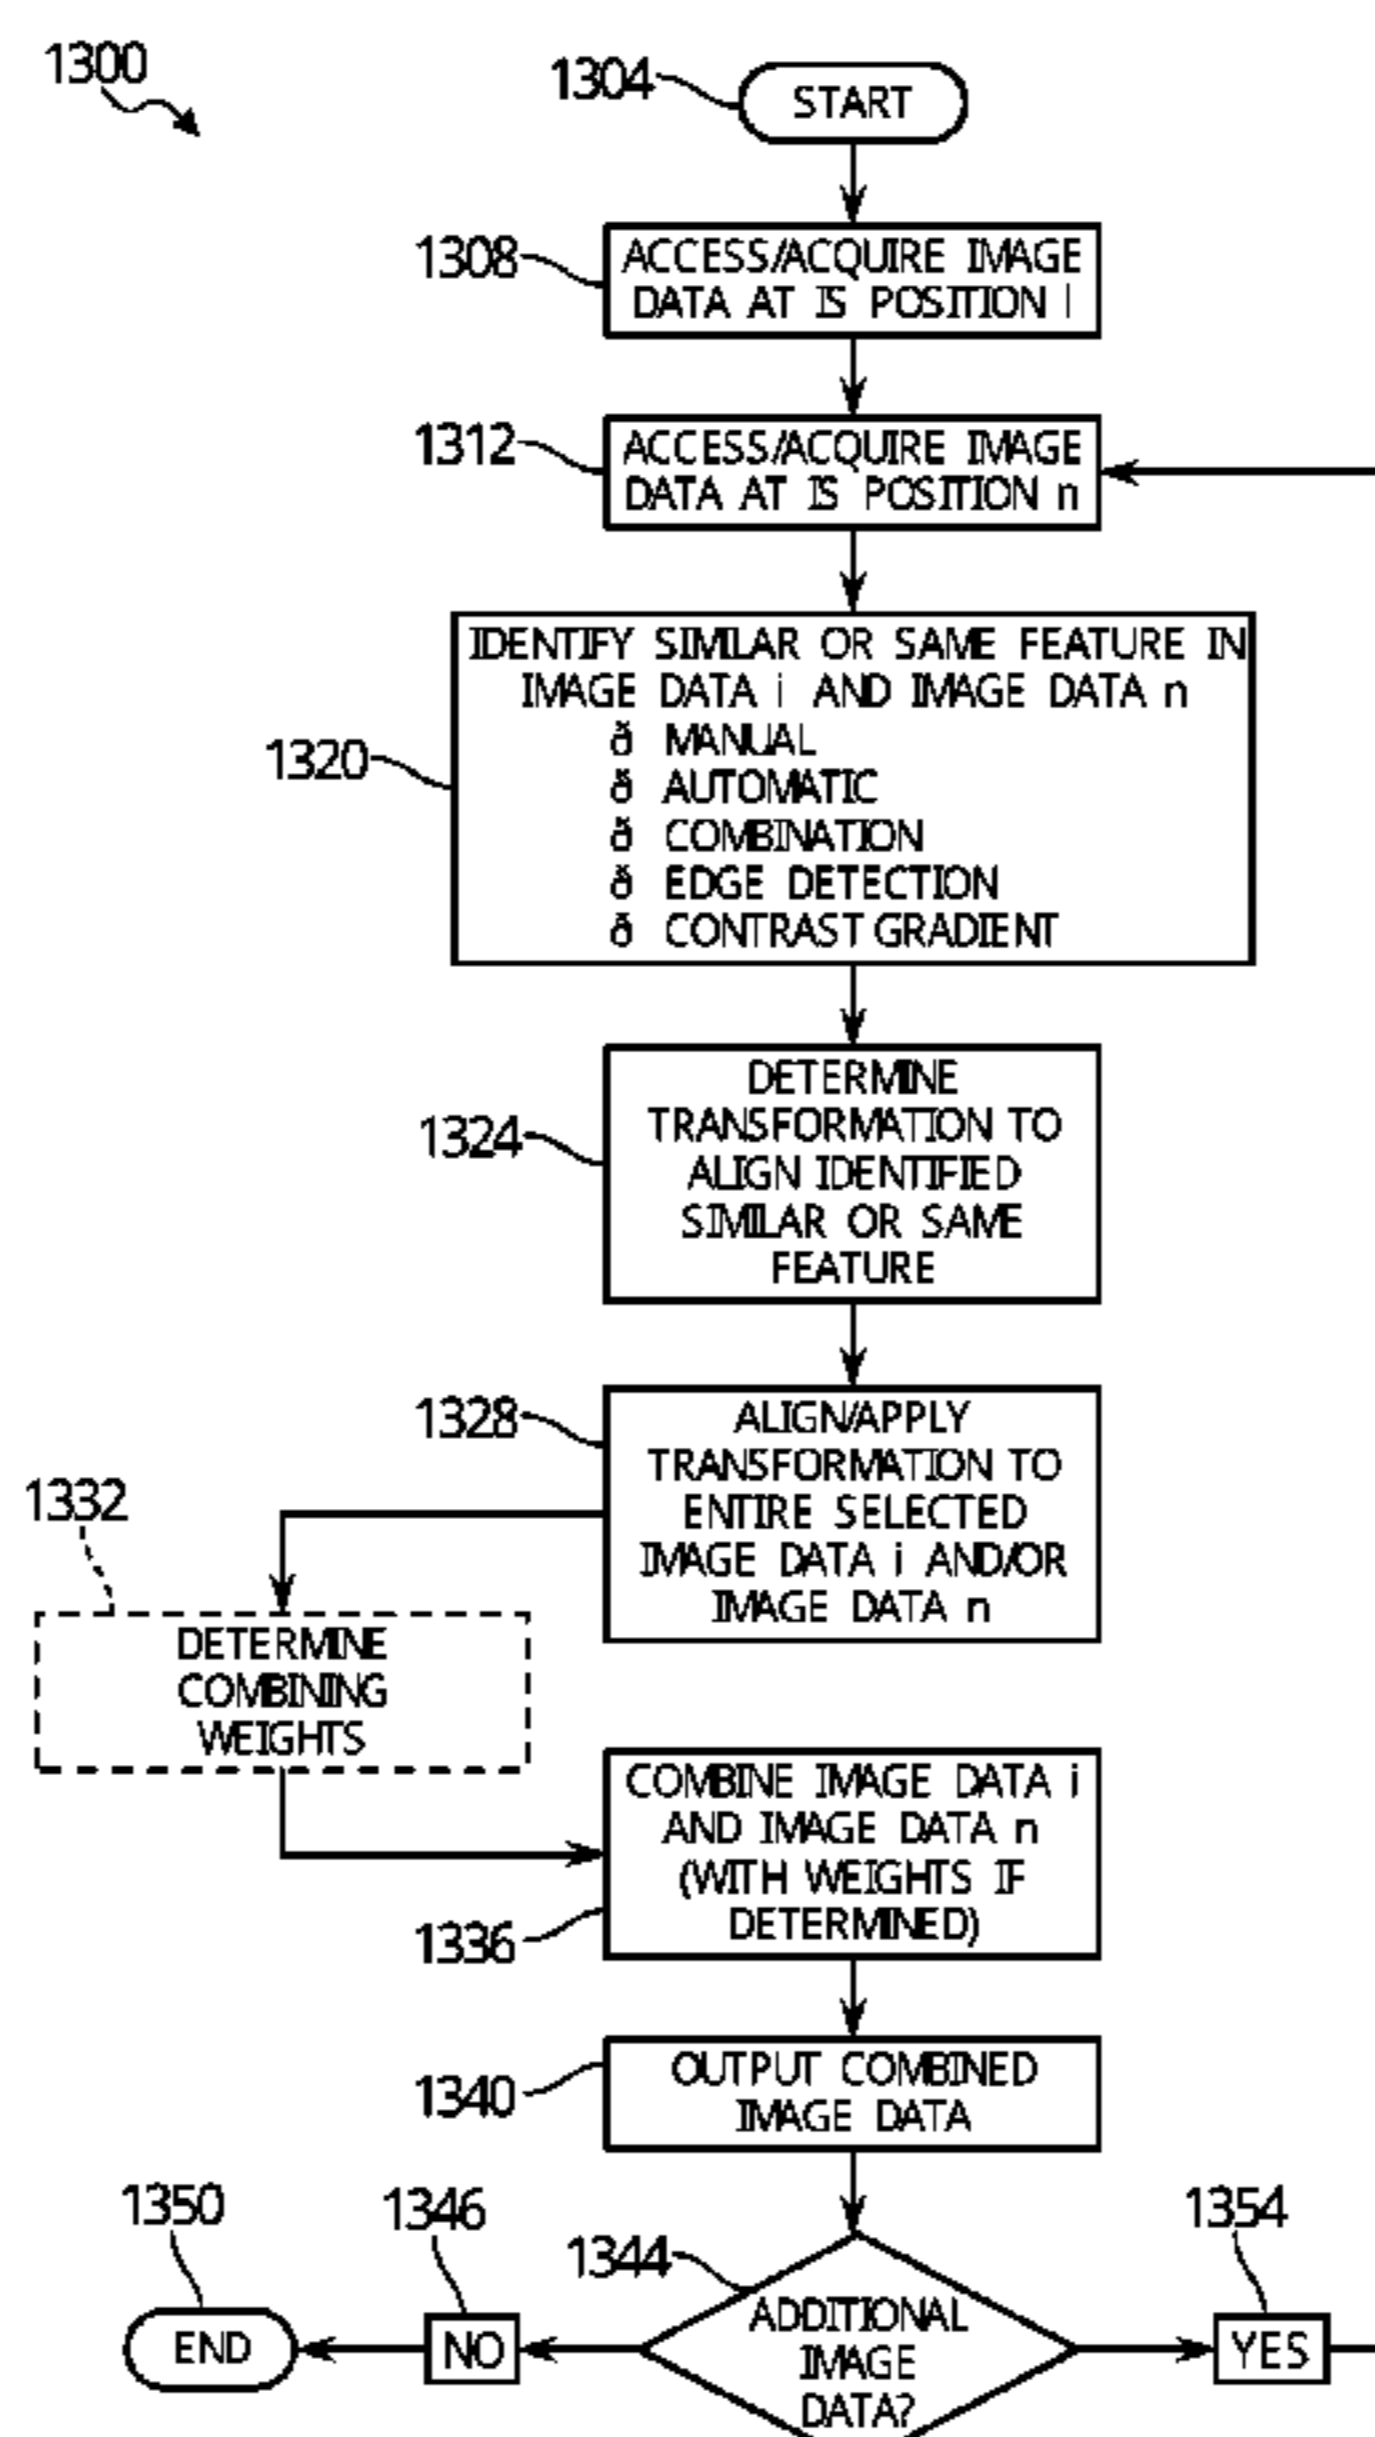 1300
1304
START
1308
ACCESS/ACQUIRE IMAGE
DATA AT IS POSITION i
1312
ACCESS/ACQUIRE IMAGE
DATA AT IS POSITION n
1320
IDENTIFY SIMILAR OR SAME FEATURE IN
IMAGE DATA i AND IMAGE DATA n
ð MANUAL
ð AUTOMATIC
ð COMBINATION
ð EDGE DETECTION
ð CONTRAST GRADIENT
1324
DETERMINE
TRANSFORMATION TO
ALIGN IDENTIFIED
SIMILAR OR SAME
FEATURE
1328
ALIGN/APPLY
TRANSFORMATION TO
ENTIRE SELECTED
IMAGE DATA i AND/OR
IMAGE DATA n
1332
DETERMINE
COMBINING
WEIGHTS
COMBINE IMAGE DATA i
AND IMAGE DATA n
(WITH WEIGHTS IF
DETERMINED)
1336
1340
OUTPUT COMBINED
IMAGE DATA
1350
1346
1344
1354
ADDITIONAL
IMAGE
DATA?
END
NO
YES